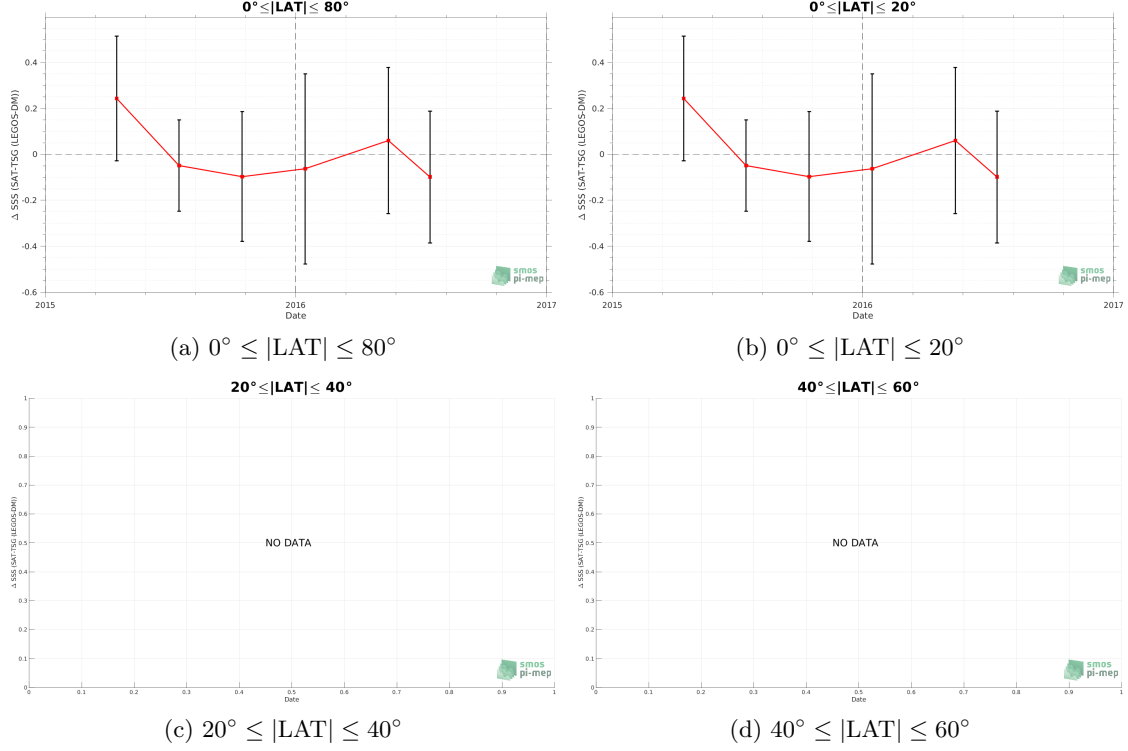 0°≤|LAT|≤ 80°
Δ SSS (SAT-TSG (LEGOS-DM))
0.4
0.2
0
-0.2
-0.4
-0.6
2015
2016
2017
Date
smos
pi-mep
(a) 0° ≤ |LAT| ≤ 80°
0°≤|LAT|≤ 20°
Δ SSS (SAT-TSG (LEGOS-DM))
0.4
0.2
0
-0.2
-0.4
-0.6
2015
2016
2017
Date
smos
pi-mep
(b) 0° ≤ |LAT| ≤ 20°
20°≤|LAT|≤ 40°
Δ SSS (SAT-TSG (LEGOS-DM))
1
0.9
0.8
0.7
0.6
0.5
0.4
0.3
0.2
0.1
0
NO DATA
0 0.1 0.2 0.3 0.4 0.5 0.6 0.7 0.8 0.9 1
Date
smos
pi-mep
(c) 20° ≤ |LAT| ≤ 40°
40°≤|LAT|≤ 60°
Δ SSS (SAT-TSG (LEGOS-DM))
1
0.9
0.8
0.7
0.6
0.5
0.4
0.3
0.2
0.1
0
NO DATA
0 0.1 0.2 0.3 0.4 0.5 0.6 0.7 0.8 0.9 1
Date
smos
pi-mep
(d) 40° ≤ |LAT| ≤ 60°